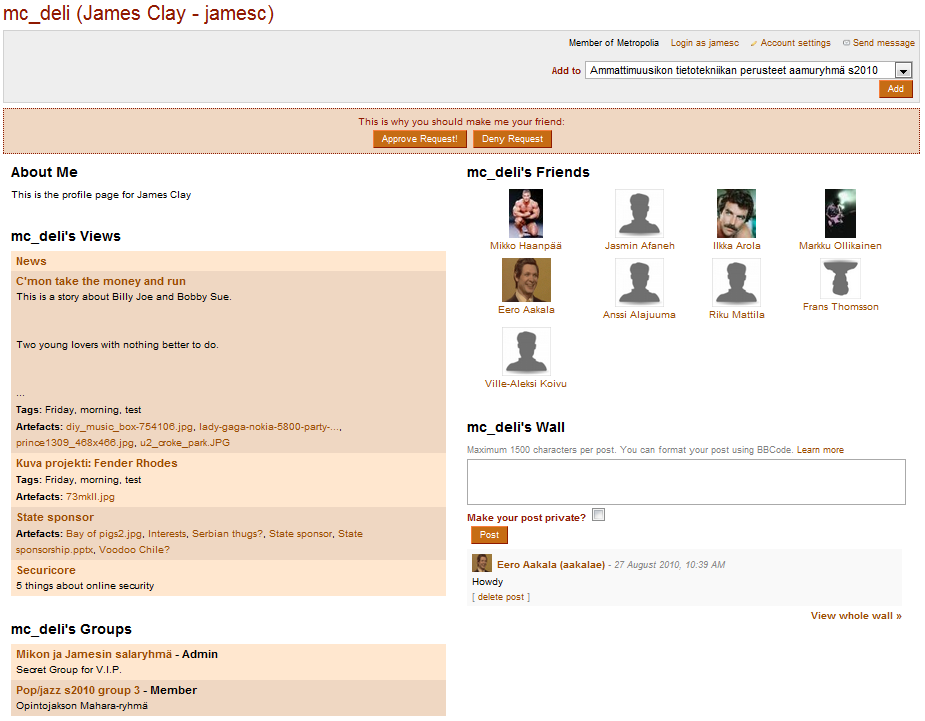 mc_deli (James Clay - jamesc)
Member of Metropolia Login as jamesc Account settings Send message
Add to Ammattimuusikon tietotekniikan perusteet aamuryhmä s2010
Add
This is why you should make me your friend:
Approve Request! Deny Request
About Me
This is the profile page for James Clay
mc_deli's Views
News
C'mon take the money and run
This is a story about Billy Joe and Bobby Sue.
Two young lovers with nothing better to do.
...
Tags: Friday, morning, test
Artefacts: diy_music_box-754106.jpg, lady-gaga-nokia-5800-party-...,
prince1309_468x466.jpg, u2_croke_park.JPG
Kuva projekti: Fender Rhodes
Tags: Friday, morning, test
Artefacts: 73mkII.jpg
State sponsor
Artefacts: Bay of pigs2.jpg, Interests, Serbian thugs?, State sponsor, State
sponsorship.pptx, Voodoo Chile?
Securicore
5 things about online security
mc_deli's Groups
Mikon ja Jamesin salaryhmä - Admin
Secret Group for V.I.P.
Pop/jazz s2010 group 3 - Member
Opintojakson Mahara-ryhmä
mc_deli's Friends
Mikko Haanpää Jasmin Afaneh Ilkka Arola Markku Ollikainen
Eero Aakala Anssi Alajuuma Riku Mattila Frans Thomsson
Ville-Aleksi Koivu
mc_deli's Wall
Maximum 1500 characters per post. You can format your post using BBCode. Learn more
Make your post private?
Post
Eero Aakala (aakalae) - 27 August 2010, 10:39 AM
Howdy
[ delete post ]
View whole wall »